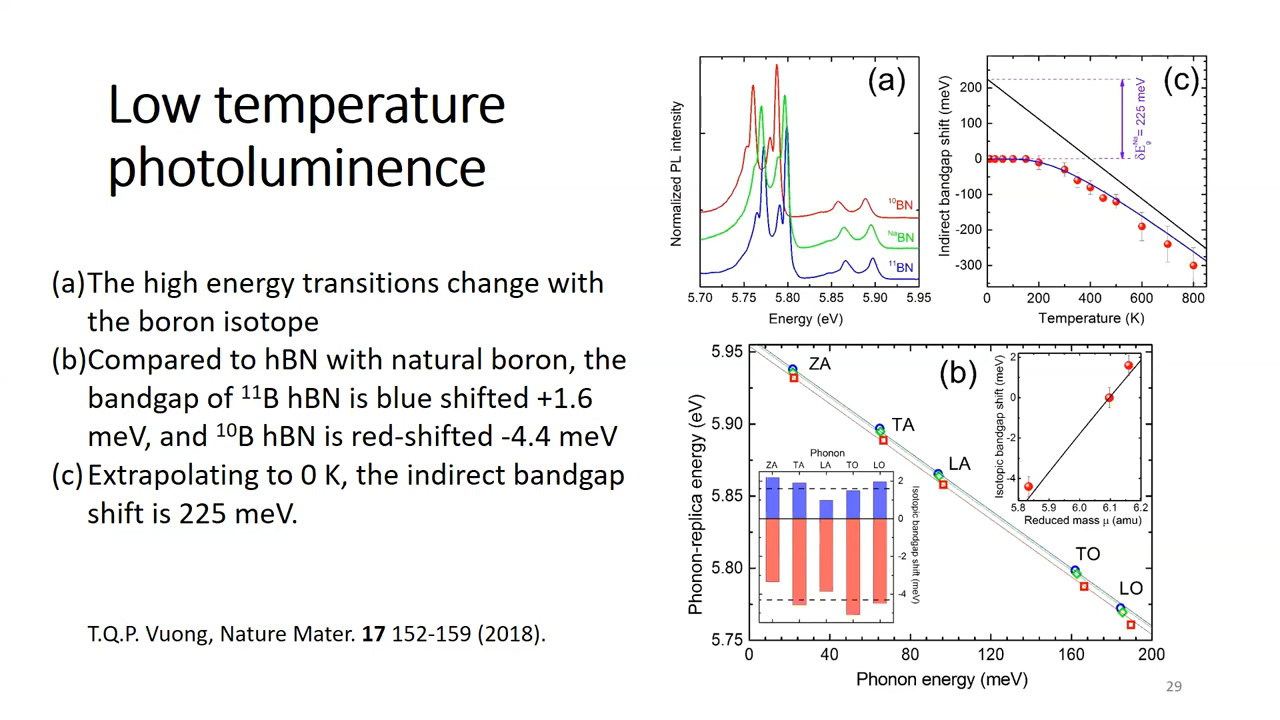 Low temperature
photoluminence
(a)The high energy transitions change with
the boron isotope
(b)Compared to hBN with natural boron, the
bandgap of ¹¹B hBN is blue shifted +1.6
meV, and ¹⁰B hBN is red-shifted -4.4 meV
(c) Extrapolating to 0 K, the indirect bandgap
shift is 225 meV.
T.Q.P. Vuong, Nature Mater. 17 152-159 (2018).
(a)
Normalized PL intensity
¹⁰BN
ᴺᵃBN
¹¹BN
5.70 5.75 5.80 5.85 5.90 5.95
Energy (eV)
(c)
Indirect bandgap shift (meV)
200
100
0
-100
-200
-300
δE_g^Na = 225 meV
0 200 400 600 800
Temperature (K)
(b)
Phonon-replica energy (eV)
5.95
5.90
5.85
5.80
5.75
ZA
TA
LA
TO
LO
0 40 80 120 160 200
Phonon energy (meV)
Phonon
ZA TA LA TO LO
2
0
-2
-4
Isotopic bandgap shift (meV)
Isotopic bandgap shift (meV)
2
0
-2
-4
5.8 5.9 6.0 6.1 6.2
Reduced mass μ (amu)
29